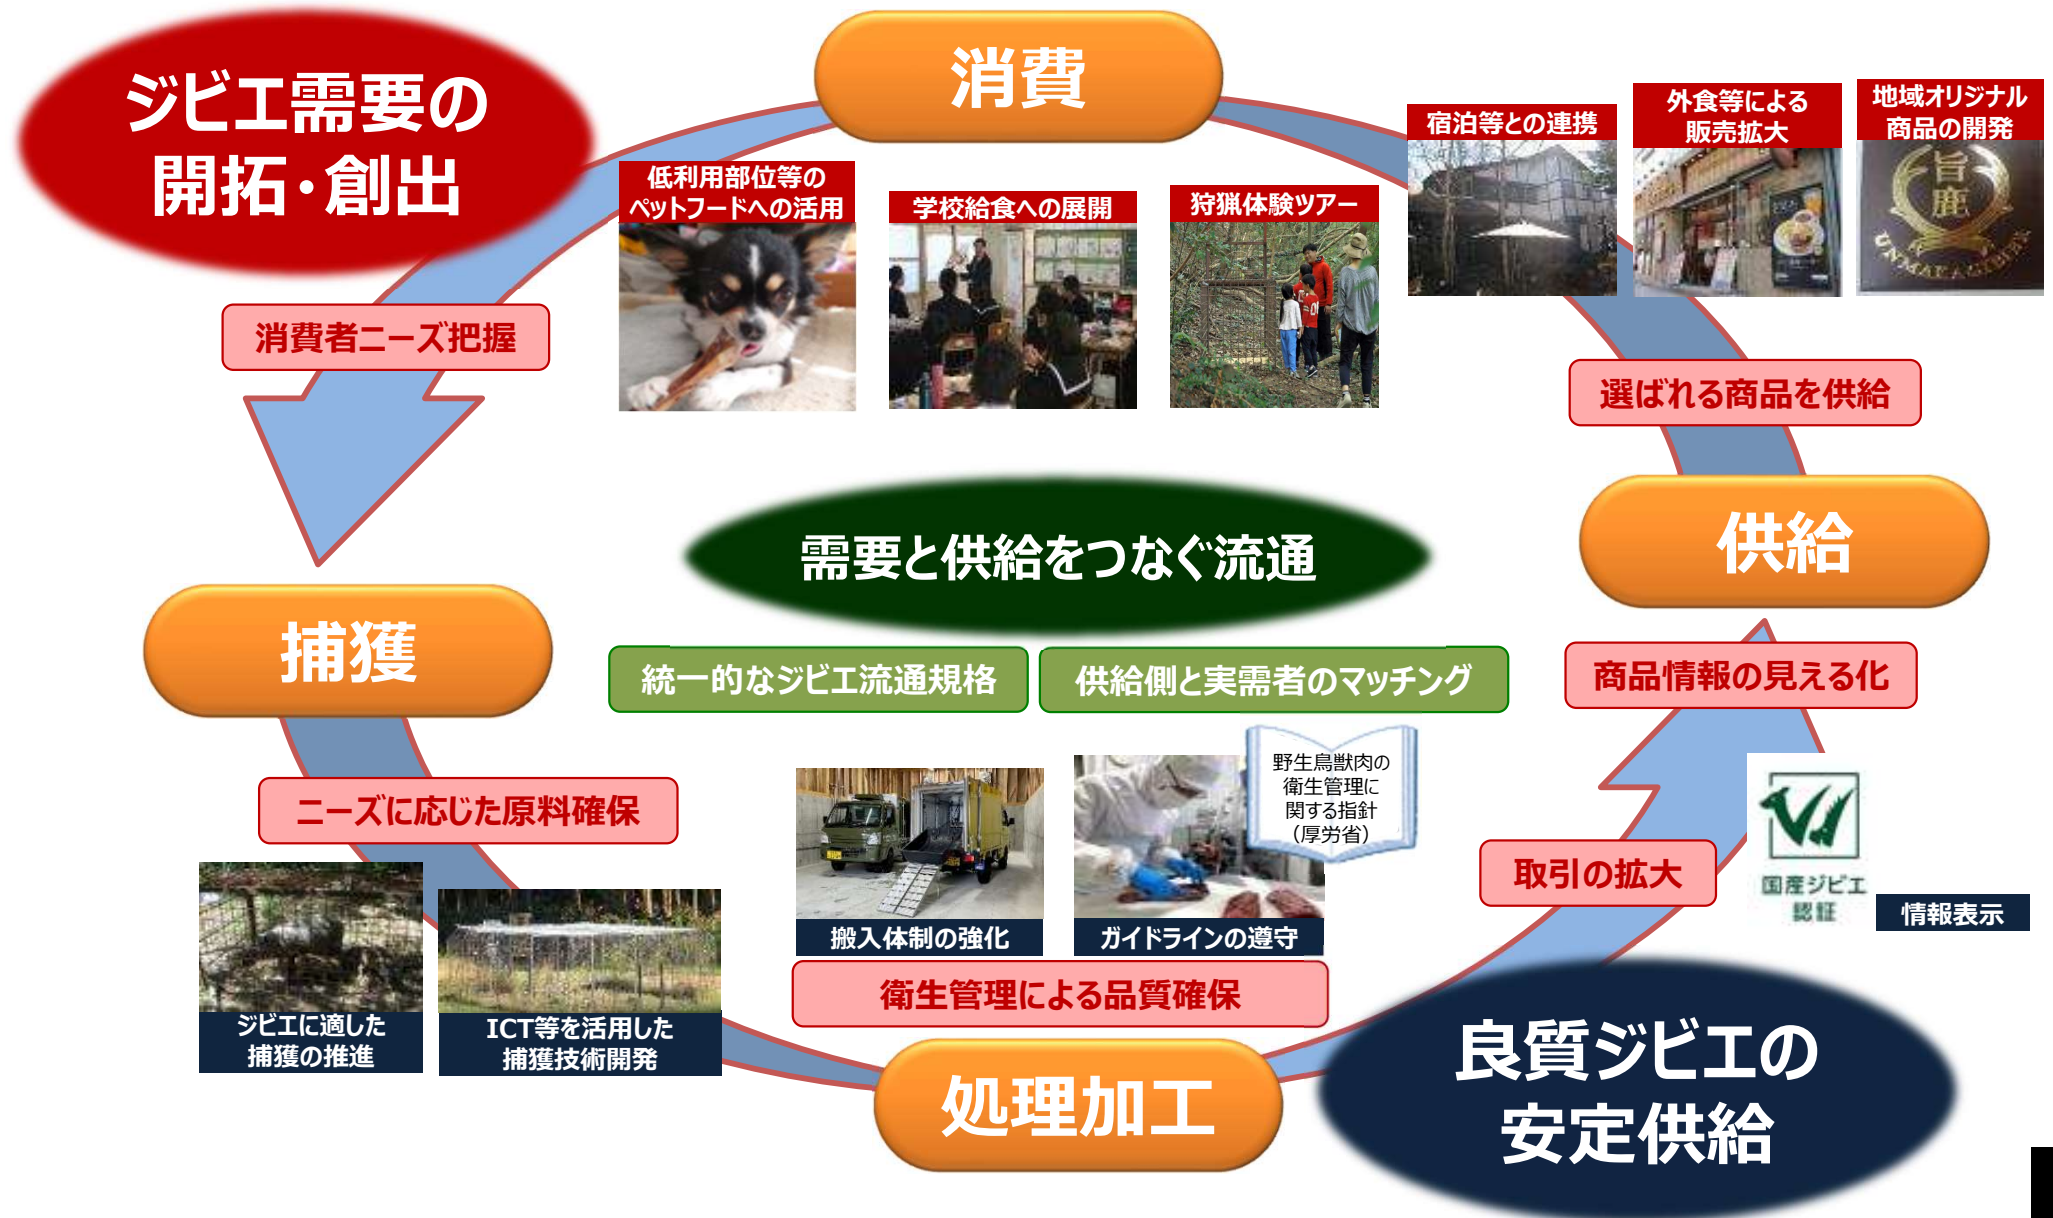 ジビエ需要の
開拓・創出
消費
宿泊等との連携
外食等による
販売拡大
地域オリジナル
商品の開発
旨鹿
低利用部位等の
ペットフードへの活用
学校給食への展開
狩猟体験ツアー
消費者ニーズ把握
選ばれる商品を供給
需要と供給をつなぐ流通
供給
捕獲
統一的なジビエ流通規格
供給側と実需者のマッチング
商品情報の見える化
ニーズに応じた原料確保
野生鳥獣肉の
衛生管理に
関する指針
（厚労省）
取引の拡大
国産ジビエ
認証
情報表示
搬入体制の強化
ガイドラインの遵守
衛生管理による品質確保
ジビエに適した
捕獲の推進
ICT等を活用した
捕獲技術開発
処理加工
良質ジビエの
安定供給